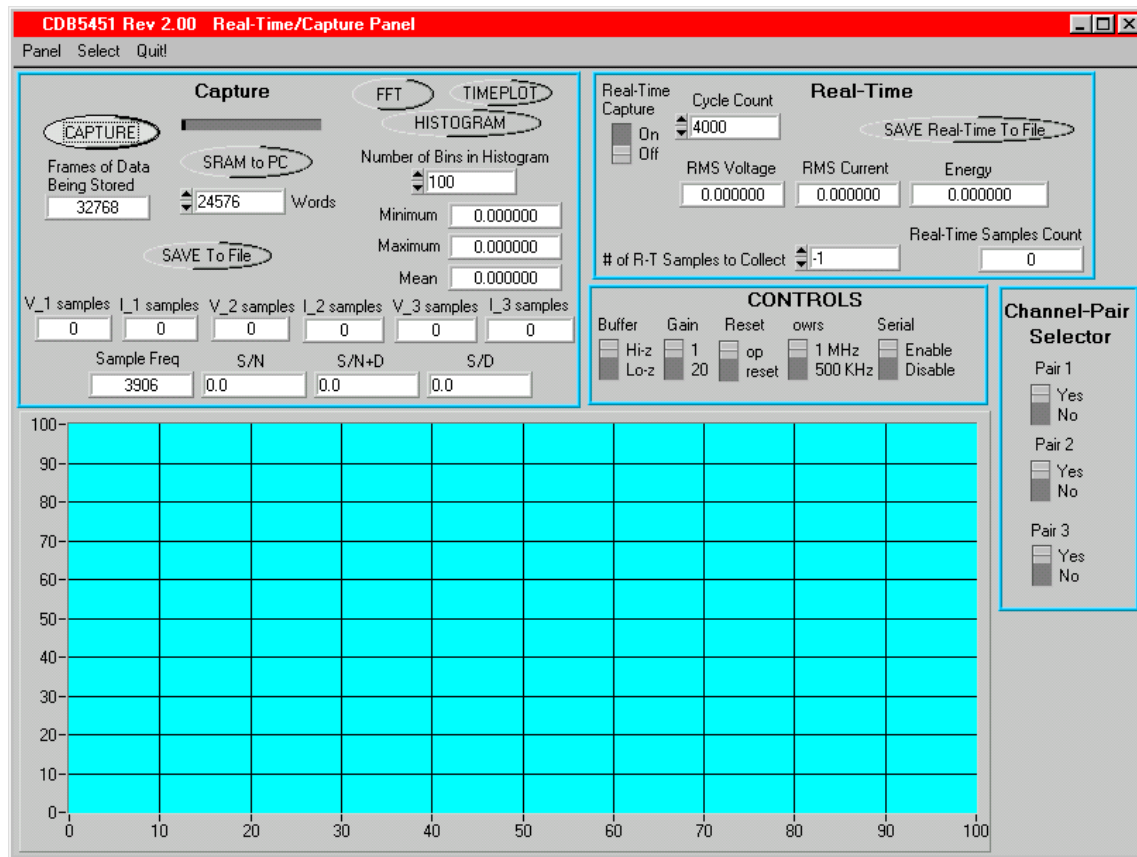 CDB5451 Rev 2.00 Real-Time/Capture Panel
Panel Select Quit!
Capture
FFT
TIMEPLOT
CAPTURE
HISTOGRAM
Frames of Data
Being Stored
32768
SRAM to PC
24576 Words
Number of Bins in Histogram
100
Minimum 0.000000
Maximum 0.000000
Mean 0.000000
SAVE To File
V_1 samples I_1 samples V_2 samples I_2 samples V_3 samples I_3 samples
0 0 0 0 0 0
Sample Freq S/N S/N+D S/D
3906 0.0 0.0 0.0
Real-Time
Real-Time
Capture
On
Off
Cycle Count
4000
SAVE Real-Time To File
RMS Voltage RMS Current Energy
0.000000 0.000000 0.000000
Real-Time Samples Count
# of R-T Samples to Collect -1 0
CONTROLS
Buffer Gain Reset owrs Serial
Hi-z 1 op 1 MHz Enable
Lo-z 20 reset 500 KHz Disable
Channel-Pair
Selector
Pair 1
Yes
No
Pair 2
Yes
No
Pair 3
Yes
No
100
90
80
70
60
50
40
30
20
10
0
0 10 20 30 40 50 60 70 80 90 100